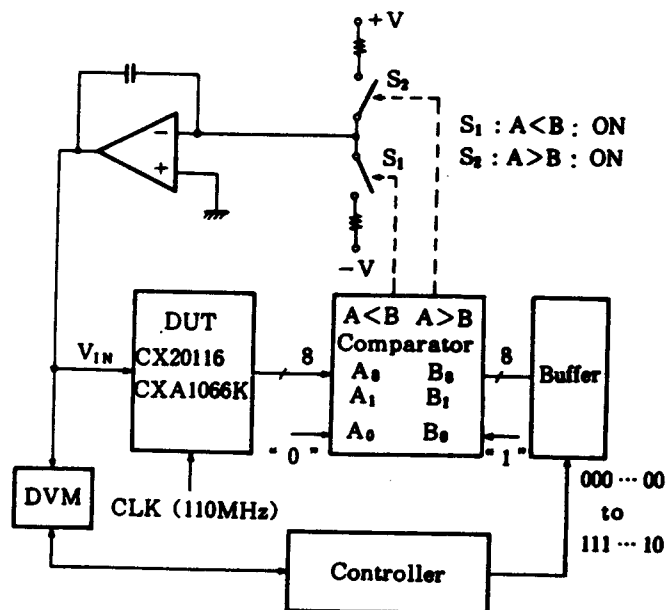 +V
S₂
S₁ : A<B : ON
S₂ : A>B : ON
−
+
S₁
−V
DUT
CX20116
CXA1066K
V_IN
8
A<B A>B
Comparator
A₈ B₈
A₁ B₁
A₀ B₀
8
Buffer
"0"
"1"
DVM
CLK (110MHz)
000 ··· 00
to
111 ··· 10
Controller